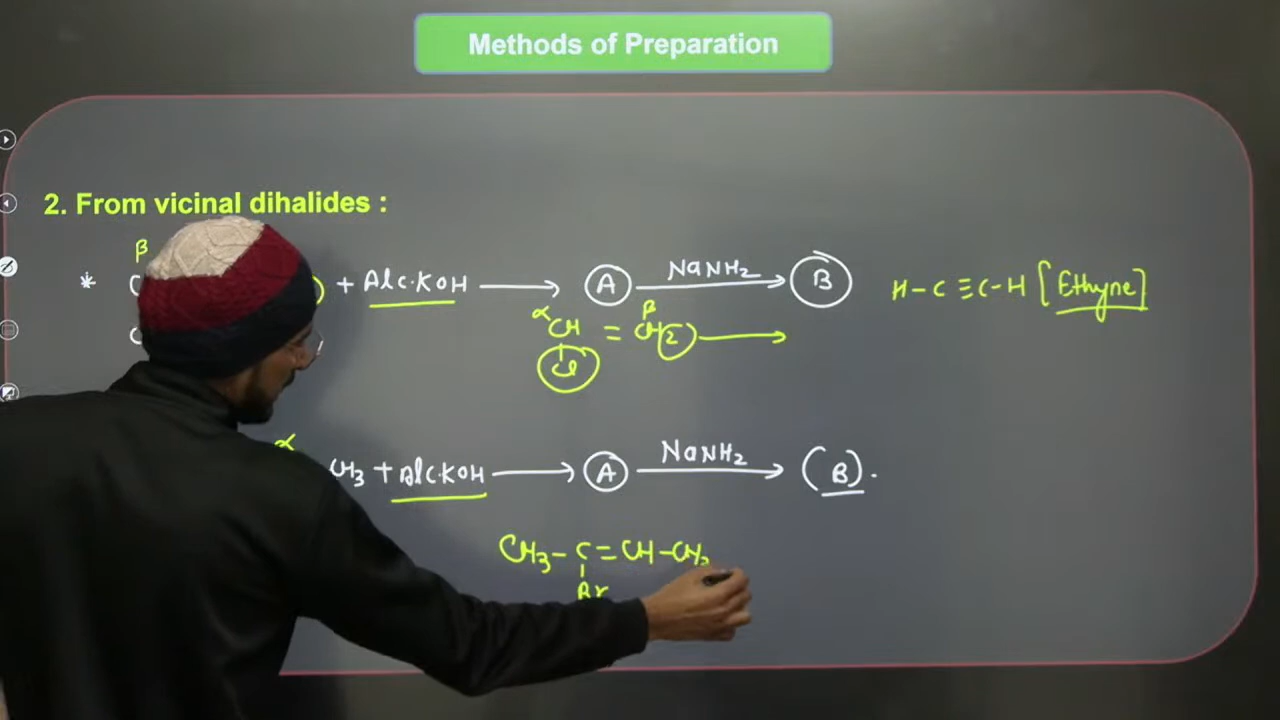 Methods of Preparation
2. From vicinal dihalides :
β
* C + Alc.KOH → A NaNH2 → B H-C≡C-H [Ethyne]
α β
CH = CH Σ →
Cl
α
CH3 + Alc.KOH → A NaNH2 → (B).
CH3-C=CH-CH3
Br